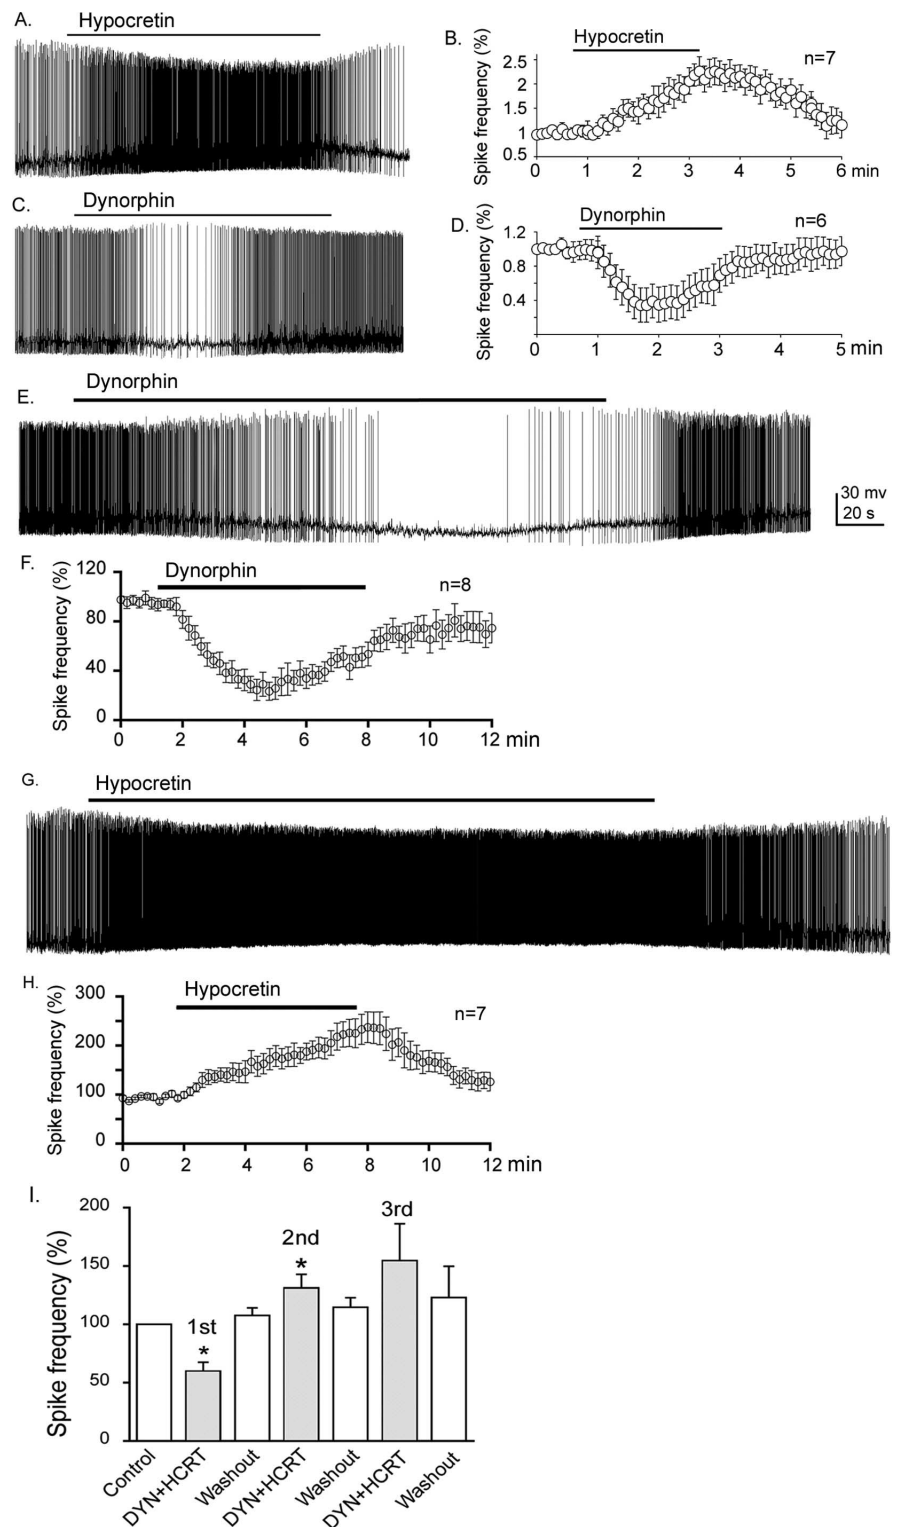 A.
Hypocretin
B.
Spike frequency (%)
Hypocretin
n=7
2.5
2
1.5
1
0.5
0 1 2 3 4 5 6 min
C.
Dynorphin
D.
Spike frequency (%)
Dynorphin
n=6
1.2
0.8
0.4
0 1 2 3 4 5 min
E.
Dynorphin
30 mv
20 s
F.
Spike frequency (%)
Dynorphin
n=8
120
80
40
0
0 2 4 6 8 10 12 min
G.
Hypocretin
H.
Spike frequency (%)
Hypocretin
n=7
300
200
100
0
0 2 4 6 8 10 12 min
I.
Spike frequency (%)
200
150
100
50
0
1st
*
2nd
*
3rd
Control
DYN+HCRT
Washout
DYN+HCRT
Washout
DYN+HCRT
Washout